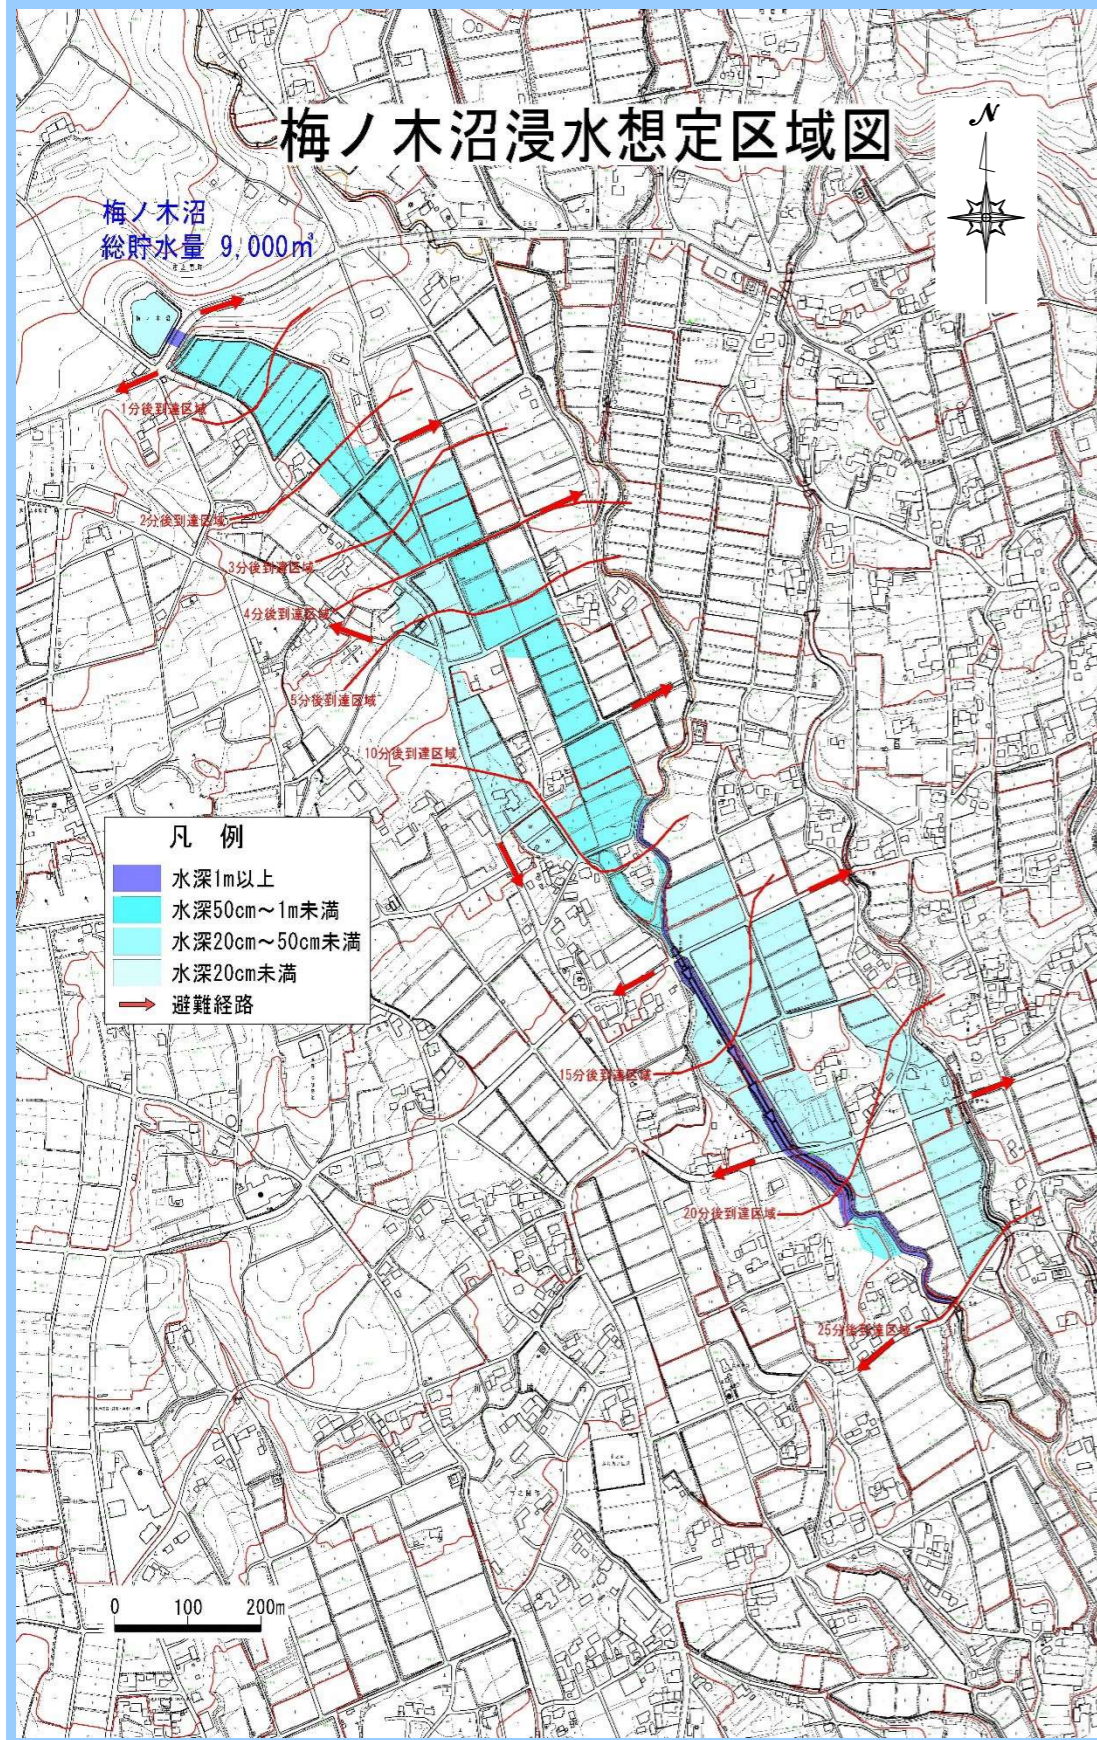 梅ノ木沼浸水想定区域図
N
梅ノ木沼
総貯水量 9,000㎥
梅ノ木沼
1分後到達区域
2分後到達区域
3分後到達区域
4分後到達区域
5分後到達区域
10分後到達区域
凡 例
水深1m以上
水深50cm～1m未満
水深20cm～50cm未満
水深20cm未満
避難経路
15分後到達区域
20分後到達区域
25分後到達区域
0 100 200m